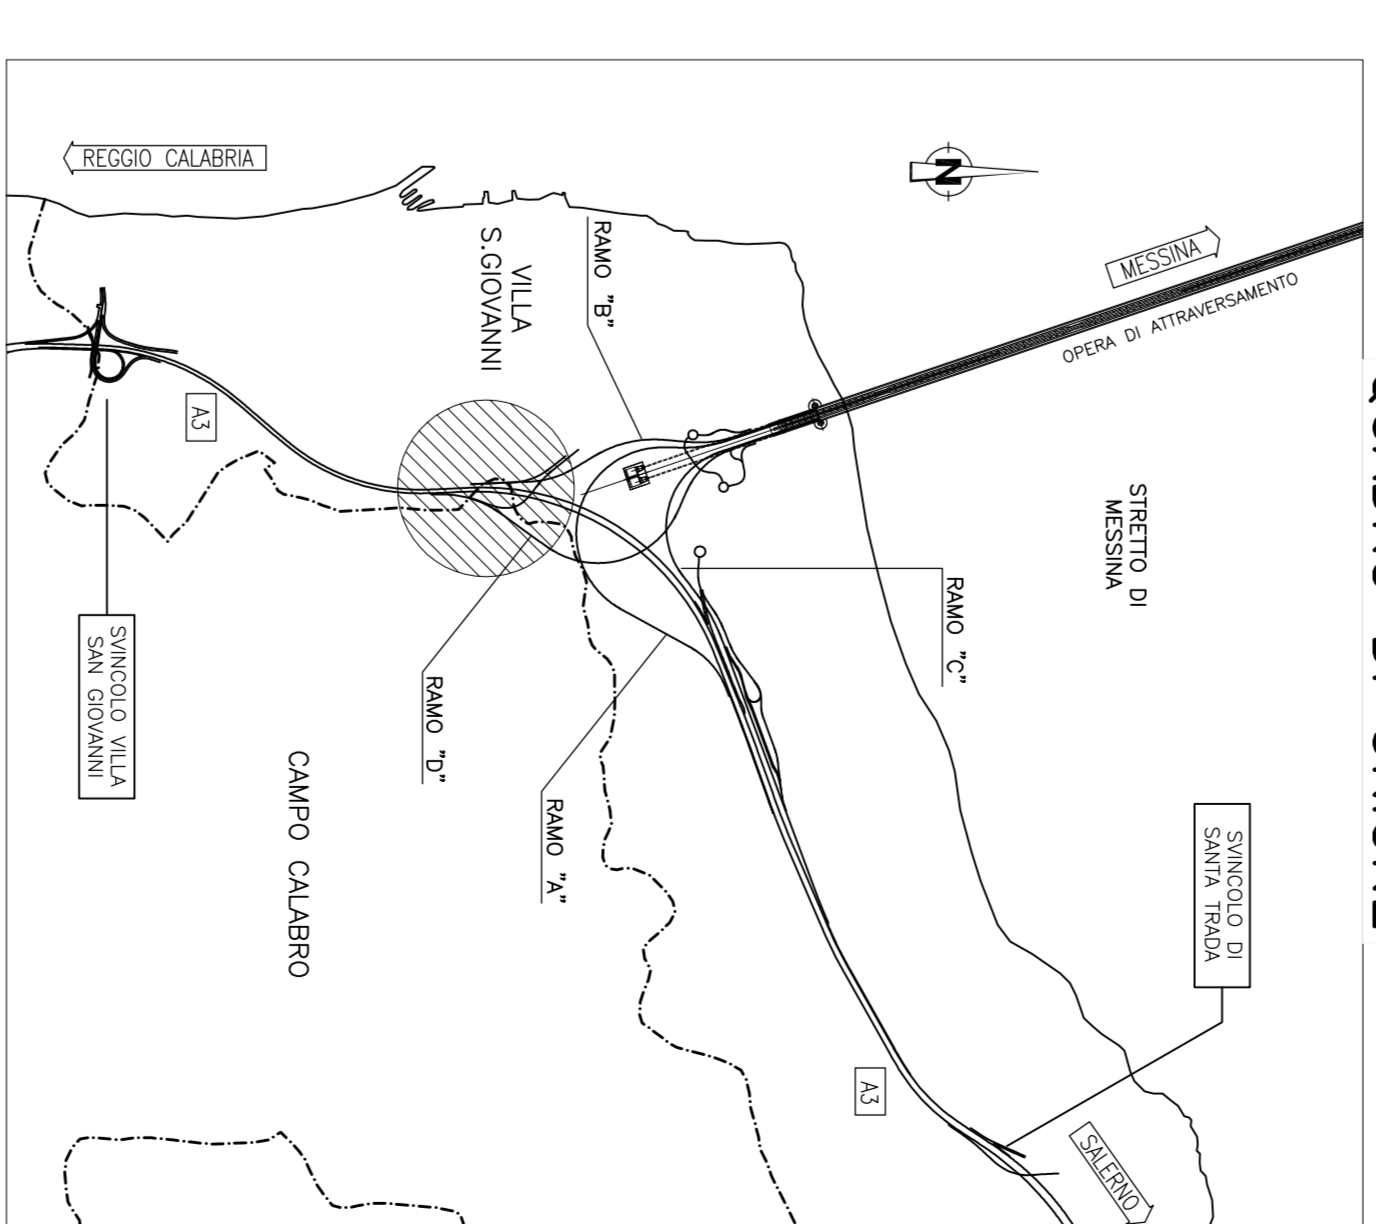 REGGIO CALABRIA
N
MESSINA
OPERA DI ATTRAVERSAMENTO
VILLA
S.GIOVANNI
RAMO "B"
A3
STRETTO DI
MESSINA
RAMO "C"
SVINCOLO VILLA
SAN GIOVANNI
RAMO "D"
RAMO "A"
CAMPO CALABRO
SVINCOLO DI
SANTA TRADA
A3
SALERNO